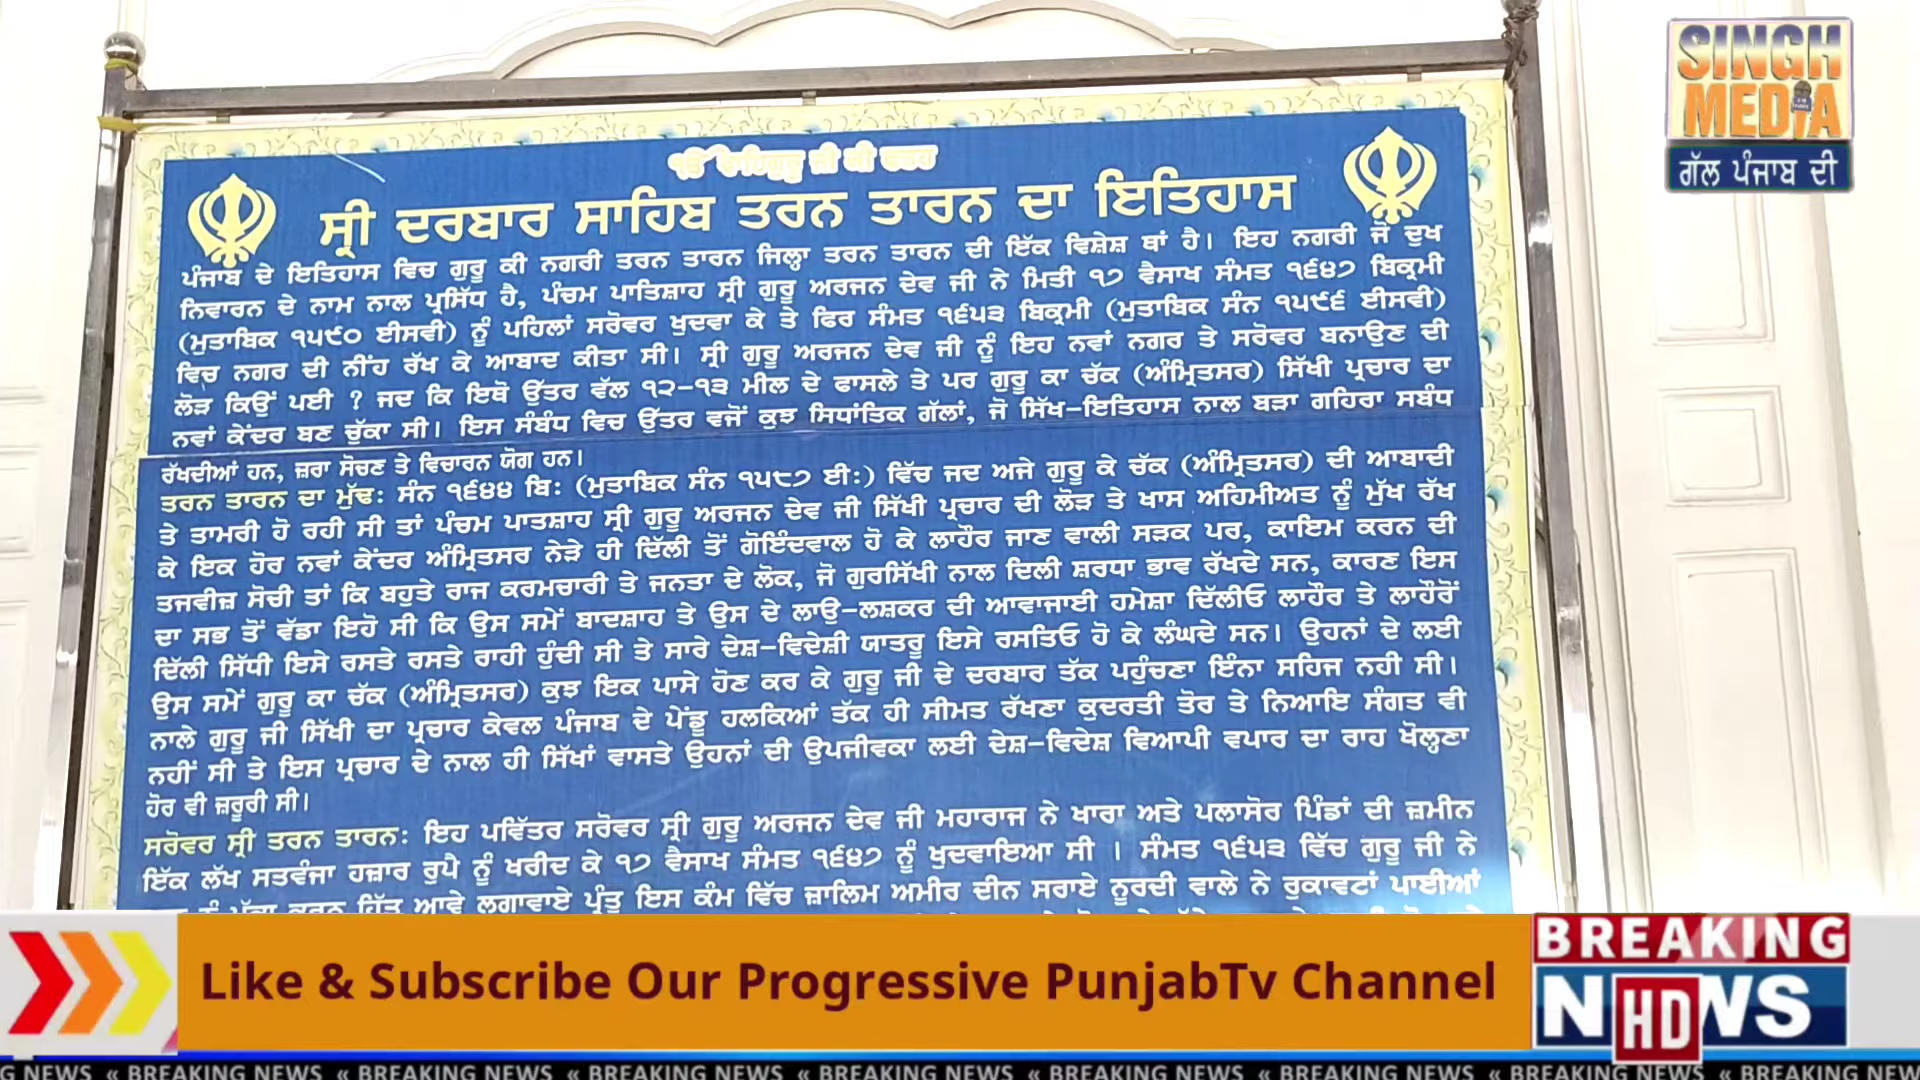 ੴ ਵਾਹਿਗੁਰੂ ਜੀ ਕੀ ਫਤਹ
ਸ੍ਰੀ ਦਰਬਾਰ ਸਾਹਿਬ ਤਰਨ ਤਾਰਨ ਦਾ ਇਤਿਹਾਸ
ਪੰਜਾਬ ਦੇ ਇਤਿਹਾਸ ਵਿਚ ਗੁਰੂ ਕੀ ਨਗਰੀ ਤਰਨ ਤਾਰਨ ਜਿਲ੍ਹਾ ਤਰਨ ਤਾਰਨ ਦੀ ਇੱਕ ਵਿਸ਼ੇਸ਼ ਥਾਂ ਹੈ। ਇਹ ਨਗਰੀ ਜੋ ਦੁਖ
ਨਿਵਾਰਨ ਦੇ ਨਾਮ ਨਾਲ ਪ੍ਰਸਿੱਧ ਹੈ, ਪੰਚਮ ਪਾਤਿਸ਼ਾਹ ਸ੍ਰੀ ਗੁਰੂ ਅਰਜਨ ਦੇਵ ਜੀ ਨੇ ਮਿਤੀ ੧੭ ਵੈਸਾਖ ਸੰਮਤ ੧੬੪੭ ਬਿਕ੍ਰਮੀ
(ਮੁਤਾਬਿਕ ੧੫੯੦ ਈਸਵੀ) ਨੂੰ ਪਹਿਲਾਂ ਸਰੋਵਰ ਖੁਦਵਾ ਕੇ ਤੇ ਫਿਰ ਸੰਮਤ ੧੬੫੩ ਬਿਕ੍ਰਮੀ (ਮੁਤਾਬਿਕ ਸੰਨ ੧੫੯੬ ਈਸਵੀ)
ਵਿਚ ਨਗਰ ਦੀ ਨੀਂਹ ਰੱਖ ਕੇ ਆਬਾਦ ਕੀਤਾ ਸੀ। ਸ੍ਰੀ ਗੁਰੂ ਅਰਜਨ ਦੇਵ ਜੀ ਨੂੰ ਇਹ ਨਵਾਂ ਨਗਰ ਤੇ ਸਰੋਵਰ ਬਨਾਉਣ ਦੀ
ਲੋੜ ਕਿਉਂ ਪਈ ? ਜਦ ਕਿ ਇਥੋ ਉੱਤਰ ਵੱਲ ੧੨-੧੩ ਮੀਲ ਦੇ ਫਾਸਲੇ ਤੇ ਪਰ ਗੁਰੂ ਕਾ ਚੱਕ (ਅੰਮ੍ਰਿਤਸਰ) ਸਿੱਖੀ ਪ੍ਰਚਾਰ ਦਾ
ਨਵਾਂ ਕੇਂਦਰ ਬਣ ਚੁੱਕਾ ਸੀ। ਇਸ ਸੰਬੰਧ ਵਿਚ ਉੱਤਰ ਵਜੋਂ ਕੁਝ ਸਿਧਾਂਤਿਕ ਗੱਲਾਂ, ਜੋ ਸਿੱਖ-ਇਤਿਹਾਸ ਨਾਲ ਬੜਾ ਗਹਿਰਾ ਸਬੰਧ
ਰੱਖਦੀਆਂ ਹਨ, ਜ਼ਰਾ ਸੋਚਣ ਤੇ ਵਿਚਾਰਨ ਯੋਗ ਹਨ।
ਤਰਨ ਤਾਰਨ ਦਾ ਮੁੱਢ: ਸੰਨ ੧੬੪੪ ਬਿ: (ਮੁਤਾਬਿਕ ਸੰਨ ੧੫੮੭ ਈ:) ਵਿੱਚ ਜਦ ਅਜੇ ਗੁਰੂ ਕੇ ਚੱਕ (ਅੰਮ੍ਰਿਤਸਰ) ਦੀ ਆਬਾਦੀ
ਤੇ ਤਾਮਰੀ ਹੋ ਰਹੀ ਸੀ ਤਾਂ ਪੰਚਮ ਪਾਤਸ਼ਾਹ ਸ੍ਰੀ ਗੁਰੂ ਅਰਜਨ ਦੇਵ ਜੀ ਸਿੱਖੀ ਪ੍ਰਚਾਰ ਦੀ ਲੋੜ ਤੇ ਖਾਸ ਅਹਿਮੀਅਤ ਨੂੰ ਮੁੱਖ ਰੱਖ
ਕੇ ਇਕ ਹੋਰ ਨਵਾਂ ਕੇਂਦਰ ਅੰਮ੍ਰਿਤਸਰ ਨੇੜੇ ਹੀ ਦਿੱਲੀ ਤੋਂ ਗੋਇੰਦਵਾਲ ਹੋ ਕੇ ਲਾਹੌਰ ਜਾਣ ਵਾਲੀ ਸੜਕ ਪਰ, ਕਾਇਮ ਕਰਨ ਦੀ
ਤਜਵੀਜ਼ ਸੋਚੀ ਤਾਂ ਕਿ ਬਹੁਤੇ ਰਾਜ ਕਰਮਚਾਰੀ ਤੇ ਜਨਤਾ ਦੇ ਲੋਕ, ਜੋ ਗੁਰਸਿੱਖੀ ਨਾਲ ਦਿਲੀ ਸ਼ਰਧਾ ਭਾਵ ਰੱਖਦੇ ਸਨ, ਕਾਰਣ ਇਸ
ਦਾ ਸਭ ਤੋਂ ਵੱਡਾ ਇਹੋ ਸੀ ਕਿ ਉਸ ਸਮੇਂ ਬਾਦਸ਼ਾਹ ਤੇ ਉਸ ਦੇ ਲਾਉ-ਲਸ਼ਕਰ ਦੀ ਆਵਾਜਾਈ ਹਮੇਸ਼ਾ ਦਿੱਲੀਓ ਲਾਹੌਰ ਤੇ ਲਾਹੌਰੋਂ
ਦਿੱਲੀ ਸਿੱਧੀ ਇਸੇ ਰਸਤੇ ਰਸਤੇ ਰਾਹੀ ਹੁੰਦੀ ਸੀ ਤੇ ਸਾਰੇ ਦੇਸ਼-ਵਿਦੇਸ਼ੀ ਯਾਤਰੂ ਇਸੇ ਰਸਤਿਓ ਹੋ ਕੇ ਲੰਘਦੇ ਸਨ। ਉਹਨਾਂ ਦੇ ਲਈ
ਉਸ ਸਮੇਂ ਗੁਰੂ ਕਾ ਚੱਕ (ਅੰਮ੍ਰਿਤਸਰ) ਕੁਝ ਇਕ ਪਾਸੇ ਹੋਣ ਕਰ ਕੇ ਗੁਰੂ ਜੀ ਦੇ ਦਰਬਾਰ ਤੱਕ ਪਹੁੰਚਣਾ ਇੰਨਾ ਸਹਿਜ ਨਹੀ ਸੀ।
ਨਾਲੇ ਗੁਰੂ ਜੀ ਸਿੱਖੀ ਦਾ ਪ੍ਰਚਾਰ ਕੇਵਲ ਪੰਜਾਬ ਦੇ ਪੇਂਡੂ ਹਲਕਿਆਂ ਤੱਕ ਹੀ ਸੀਮਤ ਰੱਖਣਾ ਕੁਦਰਤੀ ਤੋਰ ਤੇ ਨਿਆਇ ਸੰਗਤ ਵੀ
ਨਹੀਂ ਸੀ ਤੇ ਇਸ ਪ੍ਰਚਾਰ ਦੇ ਨਾਲ ਹੀ ਸਿੱਖਾਂ ਵਾਸਤੇ ਉਹਨਾਂ ਦੀ ਉਪਜੀਵਕਾ ਲਈ ਦੇਸ਼-ਵਿਦੇਸ਼ ਵਿਆਪੀ ਵਪਾਰ ਦਾ ਰਾਹ ਖੋਲ੍ਹਣਾ
ਹੋਰ ਵੀ ਜ਼ਰੂਰੀ ਸੀ।
ਸਰੋਵਰ ਸ੍ਰੀ ਤਰਨ ਤਾਰਨ: ਇਹ ਪਵਿੱਤਰ ਸਰੋਵਰ ਸ੍ਰੀ ਗੁਰੂ ਅਰਜਨ ਦੇਵ ਜੀ ਮਹਾਰਾਜ ਨੇ ਖਾਰਾ ਅਤੇ ਪਲਾਸੋਰ ਪਿੰਡਾਂ ਦੀ ਜ਼ਮੀਨ
ਇੱਕ ਲੱਖ ਸਤਵੰਜਾ ਹਜ਼ਾਰ ਰੁਪੈ ਨੂੰ ਖਰੀਦ ਕੇ ੧੭ ਵੈਸਾਖ ਸੰਮਤ ੧੬੪੭ ਨੂੰ ਖੁਦਵਾਇਆ ਸੀ । ਸੰਮਤ ੧੬੫੩ ਵਿੱਚ ਗੁਰੂ ਜੀ ਨੇ
ਨੂੰ ਪੱਕਾ ਕਰਨ ਹਿੱਤ ਆਵੇ ਲਗਾਵਾਏ ਪ੍ਰੰਤੂ ਇਸ ਕੰਮ ਵਿੱਚ ਜ਼ਾਲਿਮ ਅਮੀਰ ਦੀਨ ਸਰਾਏ ਨੂਰਦੀ ਵਾਲੇ ਨੇ ਰੁਕਾਵਟਾਂ ਪਾਈਆਂ
SINGH
MEDIA
ਗੱਲ ਪੰਜਾਬ ਦੀ
Like & Subscribe Our Progressive PunjabTv Channel
BREAKING
NEWS
HD
G NEWS « BREAKING NEWS « BREAKING NEWS « BREAKING NEWS « BREAKING NEWS « BREAKING NEWS « BREAKING NEWS « BREAKING NEWS « BREAKING NEW